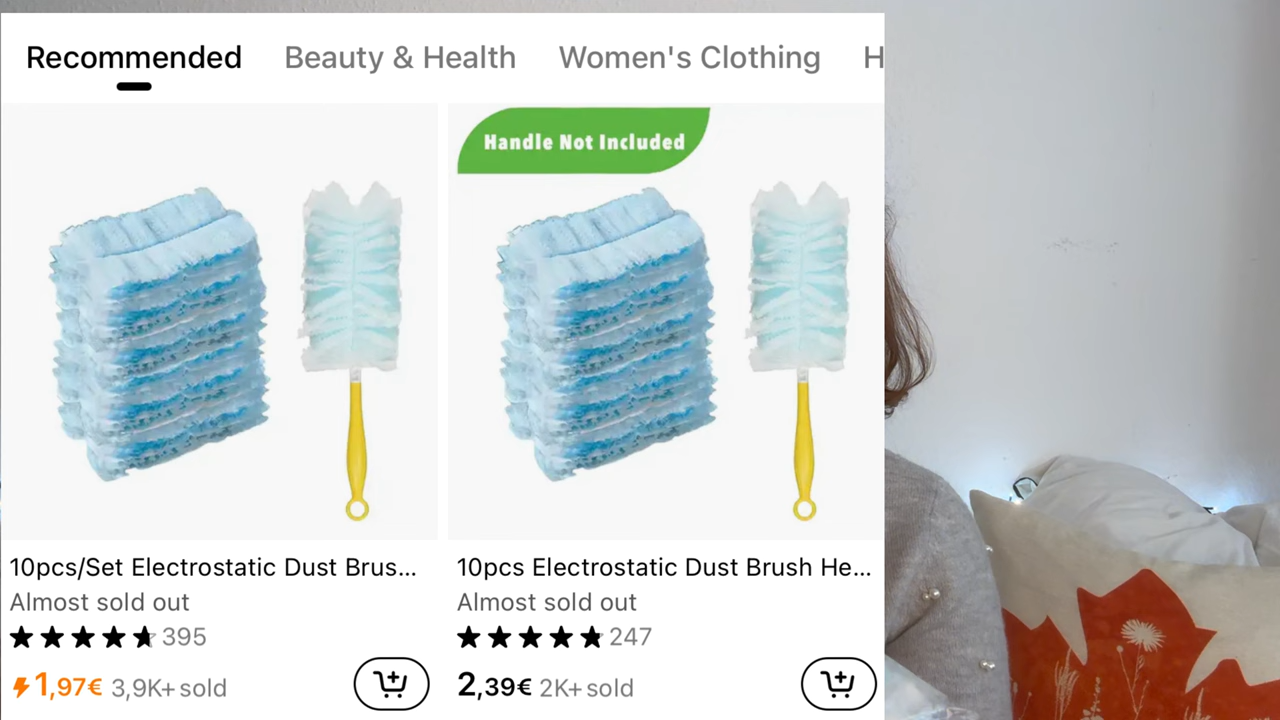 Recommended Beauty & Health Women's Clothing H
Handle Not Included
10pcs/Set Electrostatic Dust Brus...
Almost sold out
395
1,97€ 3,9K+ sold
10pcs Electrostatic Dust Brush He...
Almost sold out
247
2,39€ 2K+ sold